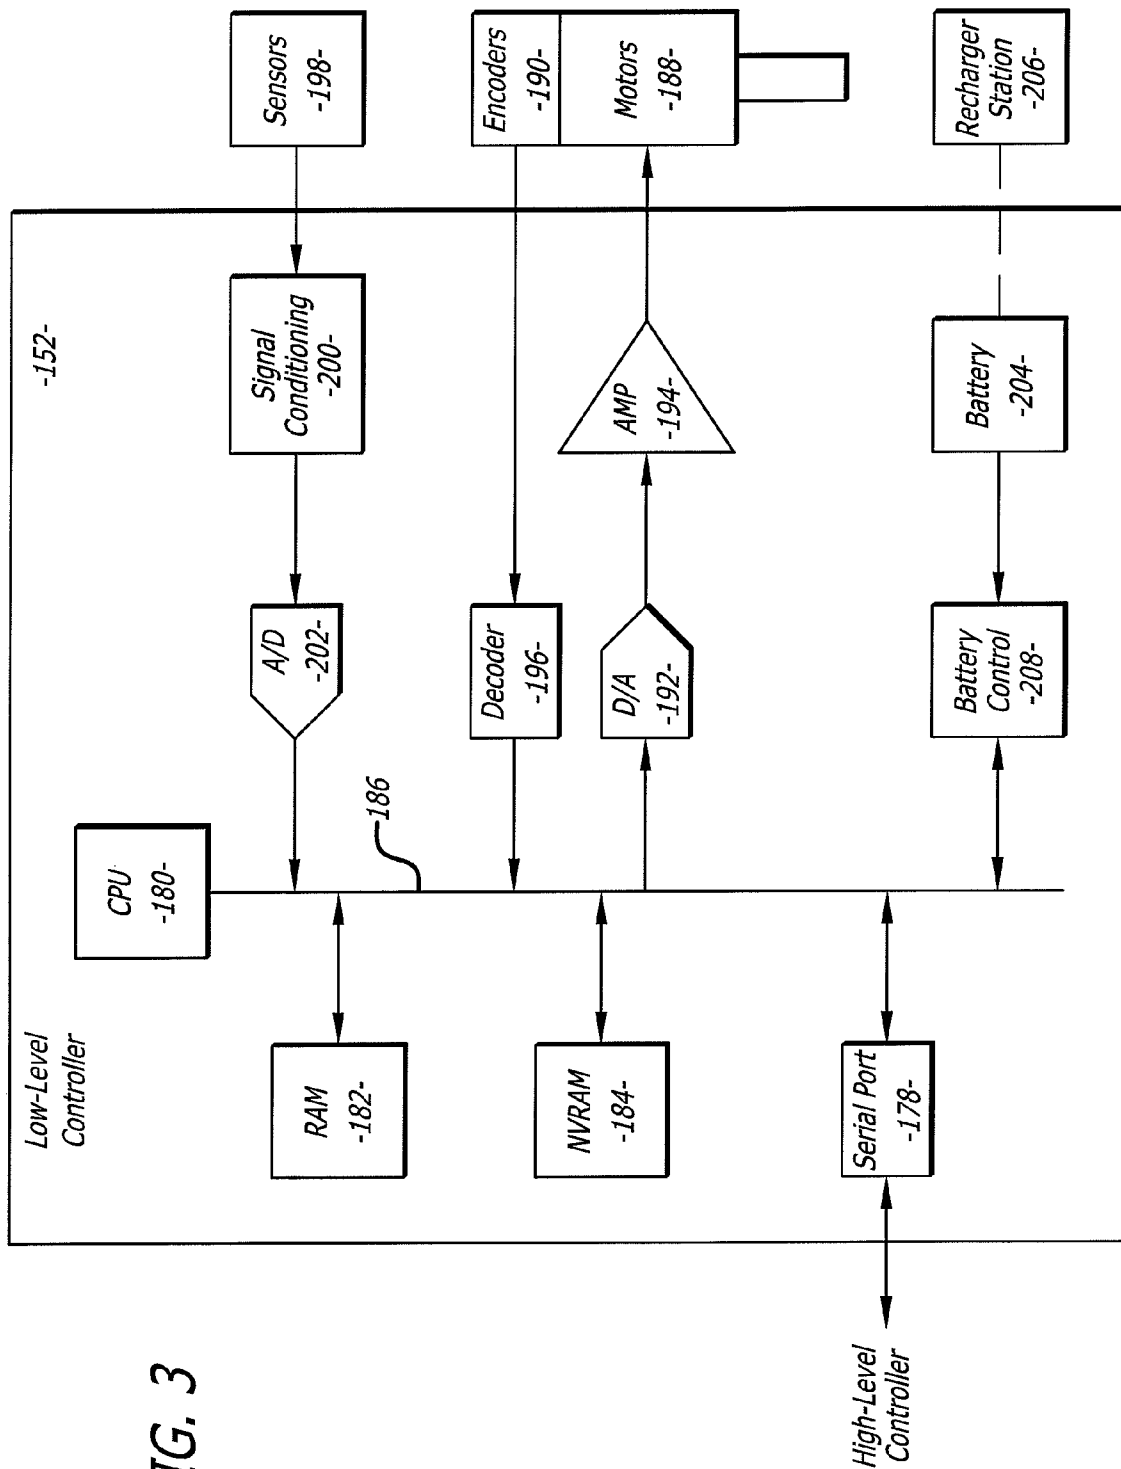 IG. 3
Low-Level
Controller
-152-
CPU
-180-
RAM
-182-
A/D
-202-
Signal
Conditioning
-200-
Sensors
-198-
186
Decoder
-196-
Encoders
-190-
NVRAM
-184-
D/A
-192-
AMP
-194-
Motors
-188-
High-Level
Controller
Serial Port
-178-
Battery
Control
-208-
Battery
-204-
Recharger
Station
-206-